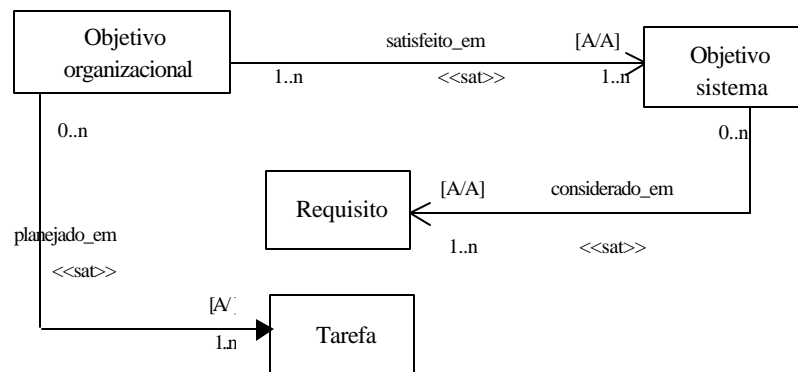 Objetivo
organizacional
satisfeito_em
[A/A]
1..n
<<sat>>
1..n
Objetivo
sistema
0..n
0..n
Requisito
[A/A]
considerado_em
1..n
<<sat>>
planejado_em
<<sat>>
[A/
1..n
Tarefa